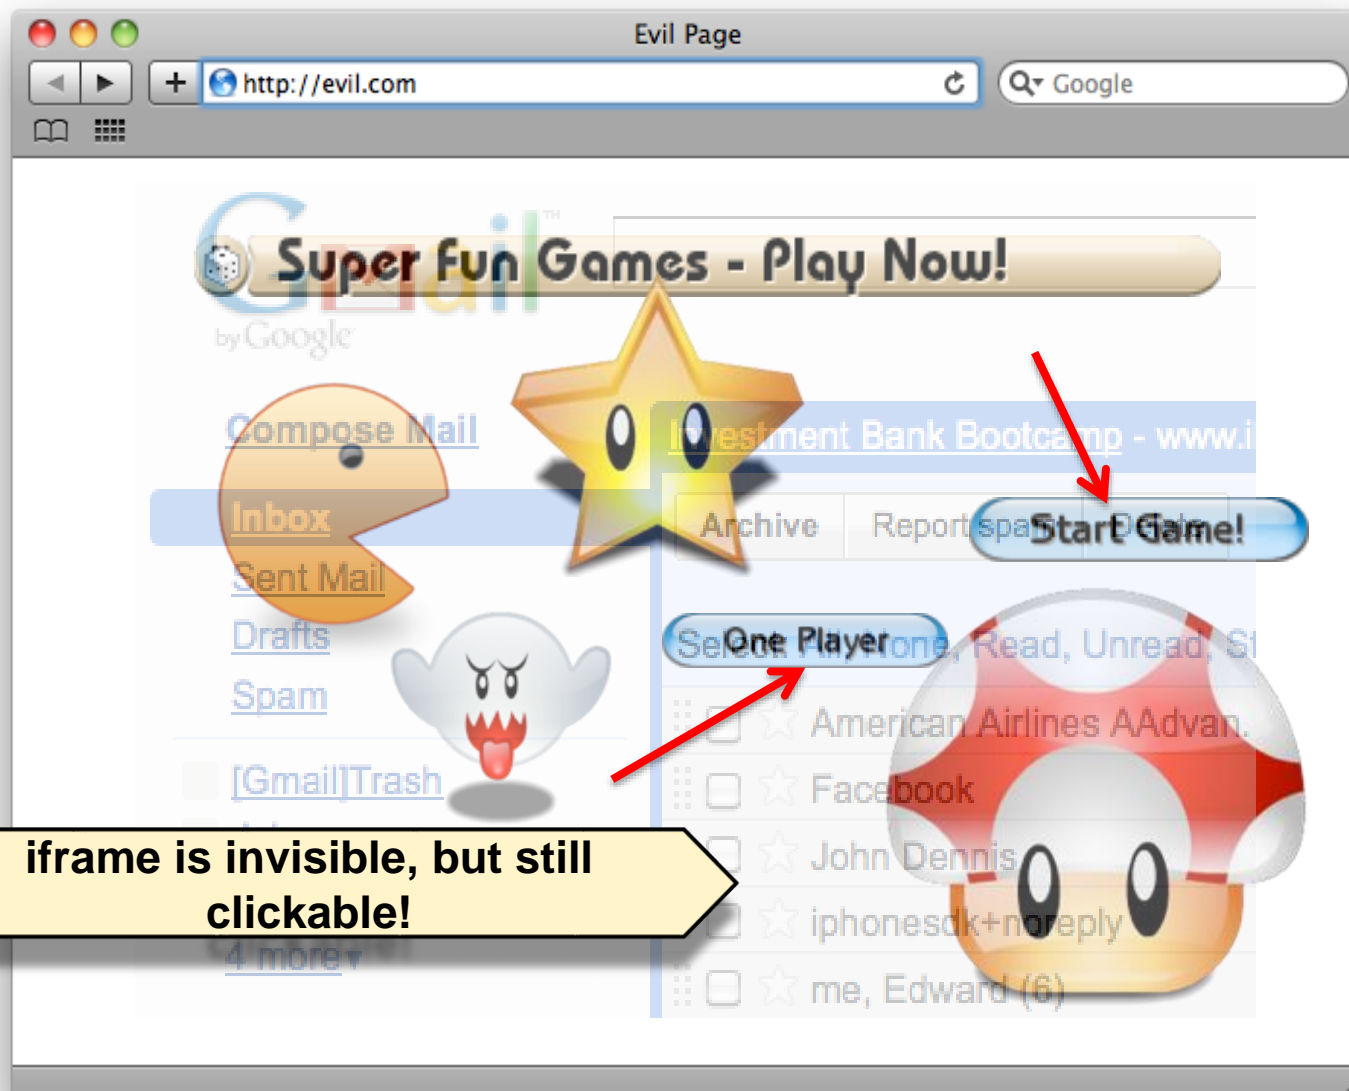 Evil Page
http://evil.com
Google
Gmail™
Super Fun Games - Play Now!
by Google
Compose Mail
Investment Bank Bootcamp - www.i
Inbox
Archive
Report spam
Delete
Start Game!
Sent Mail
Drafts
One Player
Select: All, None, Read, Unread, St
Spam
American Airlines AAdvan.
[Gmail]Trash
Facebook
iframe is invisible, but still
clickable!
John Dennis
iphonesdk+noreply
4 more▼
me, Edward (6)